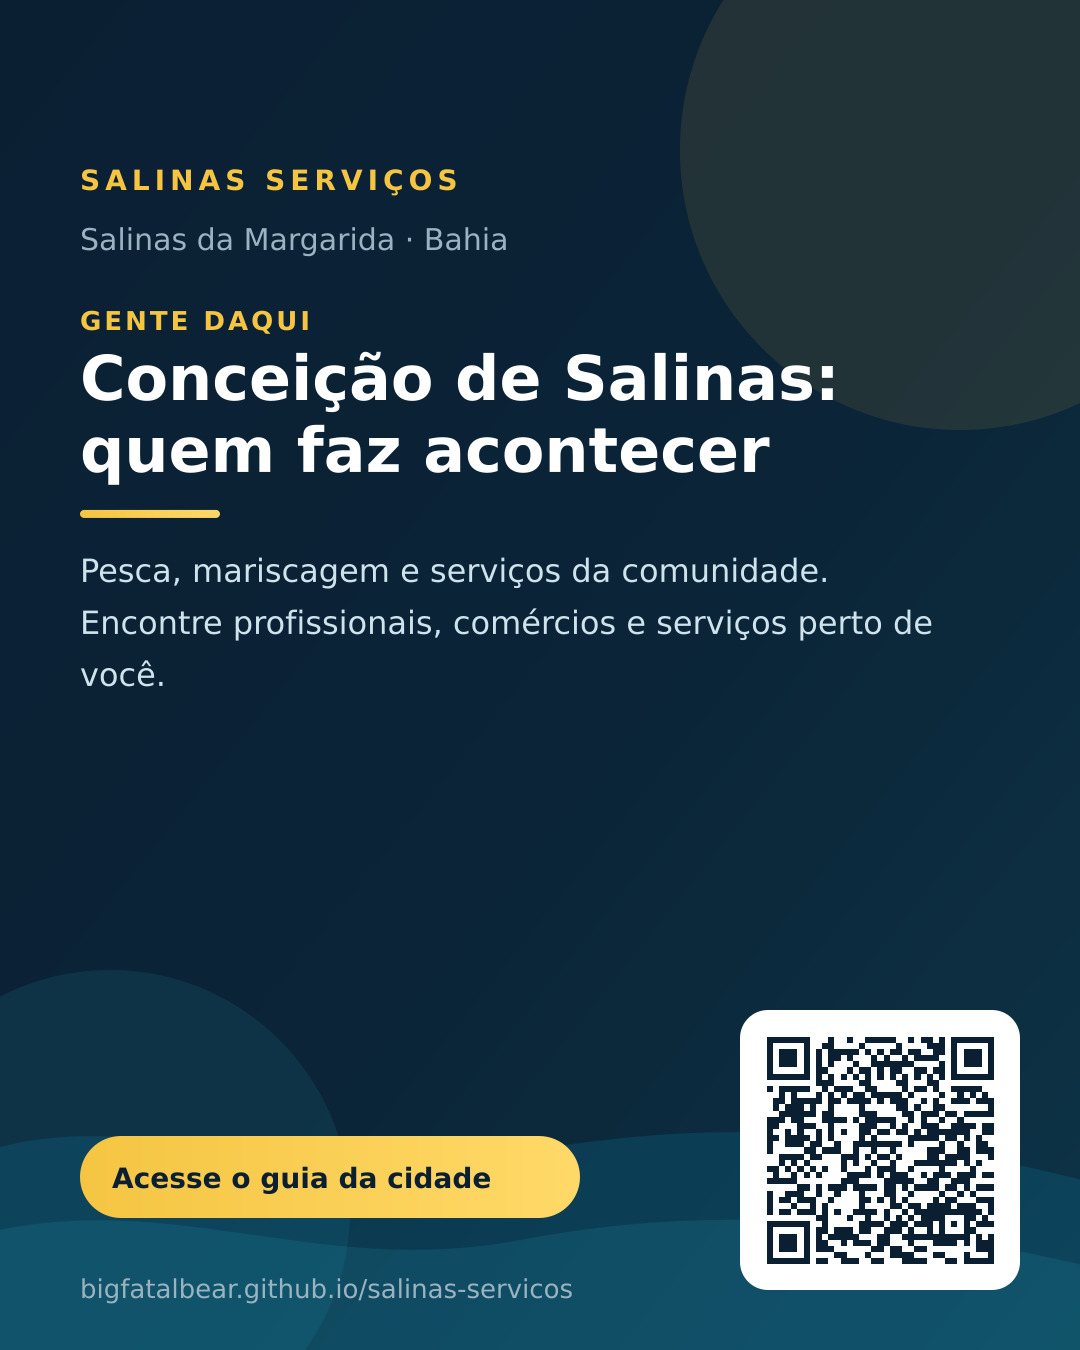 SALINAS SERVIÇOS
Salinas da Margarida · Bahia
GENTE DAQUI
Conceição de Salinas:
quem faz acontecer
Pesca, mariscagem e serviços da comunidade.
Encontre profissionais, comércios e serviços perto de
você.
Acesse o guia da cidade
bigfatalbear.github.io/salinas-servicos